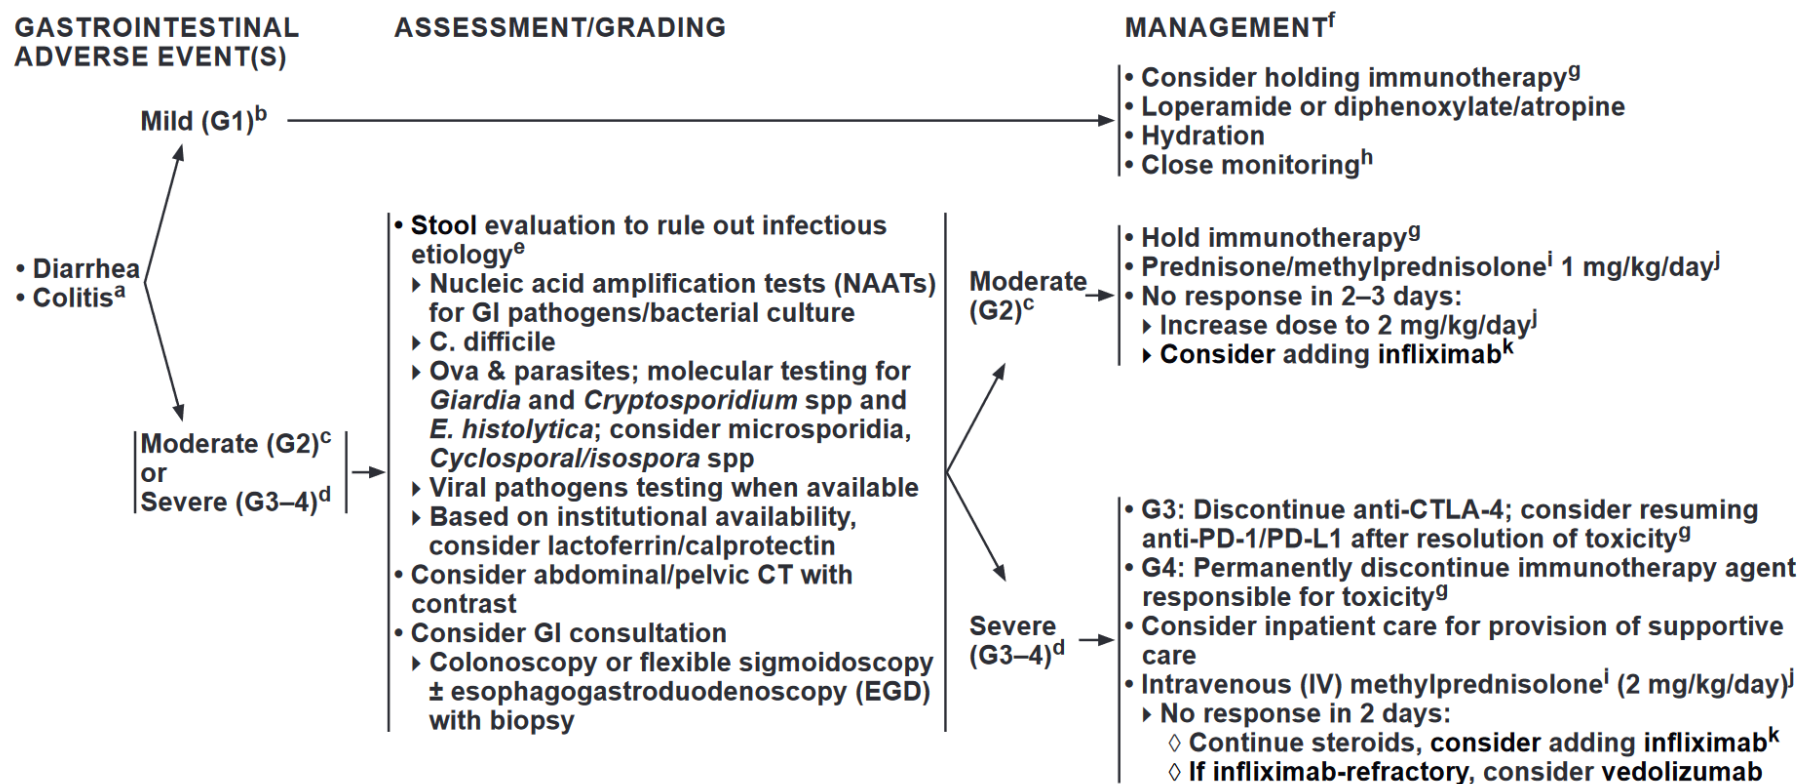 GASTROINTESTINAL
ADVERSE EVENT(S)
ASSESSMENT/GRADING
MANAGEMENTf
• Diarrhea
• Colitisa
Mild (G1)b
• Consider holding immunotherapyg
• Loperamide or diphenoxylate/atropine
• Hydration
• Close monitoringh
Moderate (G2)c
or
Severe (G3–4)d
• Stool evaluation to rule out infectious
etiologye
▸ Nucleic acid amplification tests (NAATs)
for GI pathogens/bacterial culture
▸ C. difficile
▸ Ova & parasites; molecular testing for
Giardia and Cryptosporidium spp and
E. histolytica; consider microsporidia,
Cyclosporal/isospora spp
▸ Viral pathogens testing when available
▸ Based on institutional availability,
consider lactoferrin/calprotectin
• Consider abdominal/pelvic CT with
contrast
• Consider GI consultation
▸ Colonoscopy or flexible sigmoidoscopy
± esophagogastroduodenoscopy (EGD)
with biopsy
Moderate
(G2)c
• Hold immunotherapyg
• Prednisone/methylprednisolonei 1 mg/kg/dayj
• No response in 2–3 days:
▸ Increase dose to 2 mg/kg/dayj
▸ Consider adding infliximabk
Severe
(G3–4)d
• G3: Discontinue anti-CTLA-4; consider resuming
anti-PD-1/PD-L1 after resolution of toxicityg
• G4: Permanently discontinue immunotherapy agent
responsible for toxicityg
• Consider inpatient care for provision of supportive
care
• Intravenous (IV) methylprednisolonei (2 mg/kg/day)j
▸ No response in 2 days:
◊ Continue steroids, consider adding infliximabk
◊ If infliximab-refractory, consider vedolizumab